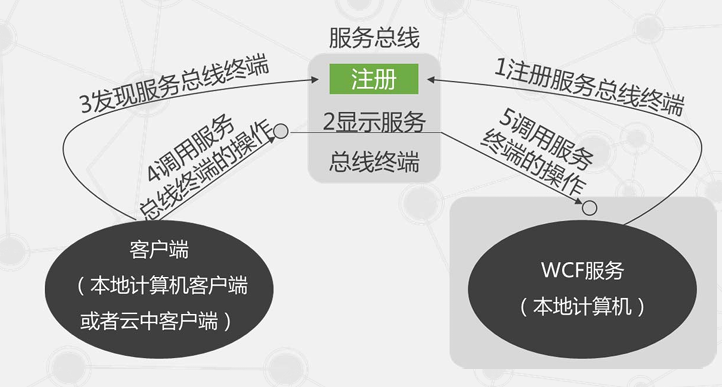 服务总线
注册
3发现服务总线终端
1注册服务总线终端
2显示服务
总线终端
4调用服务
总线终端的操作
5调用服务
终端的操作
客户端
（本地计算机客户端
或者云中客户端）
WCF服务
（本地计算机）